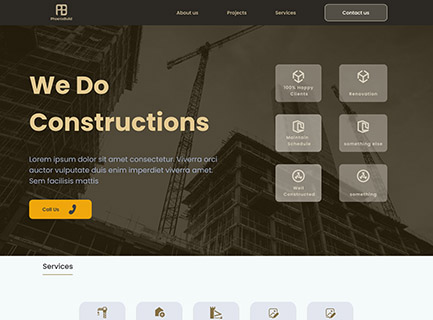 PhoenixBuild
About us
Projects
Services
Contact us
We Do
Constructions
Lorem ipsum dolor sit amet consectetur. Viverra orci
auctor vulputate duis enim imperdiet viverra amet.
Sem facilisis mattis
Call Us
100% Happy
Clients
Renovation
Maintain
Schedule
something else
Well
Constructed
something
Services